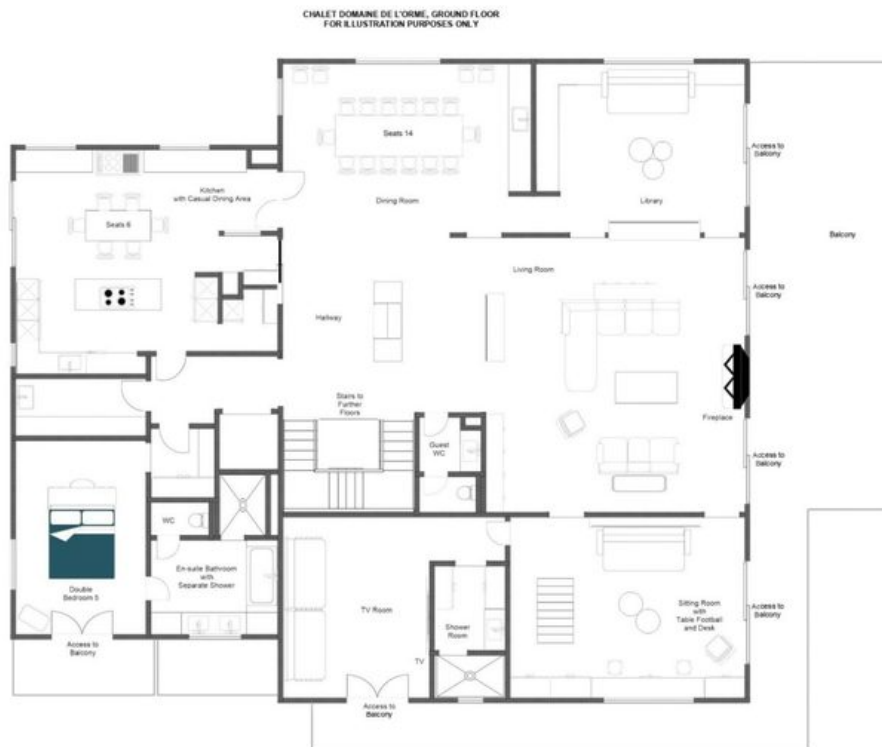 CHALET DOMAINE DE L'ORME, GROUND FLOOR
FOR ILLUSTRATION PURPOSES ONLY
Seats 14
Access to
Balcony
Kitchen
with Casual Dining Area
Dining Room
Library
Seats 6
Balcony
Living Room
Access to
Balcony
Hallway
Stairs to
Further
Floors
Fireplace
Guest
WC
Access to
Balcony
WC
En-suite Bathroom
with
Separate Shower
Double
Bedroom 5
TV Room
Shower
Room
Sitting Room
with
Table Football
and Desk
Access to
Balcony
Access to
Balcony
TV
Access to
Balcony